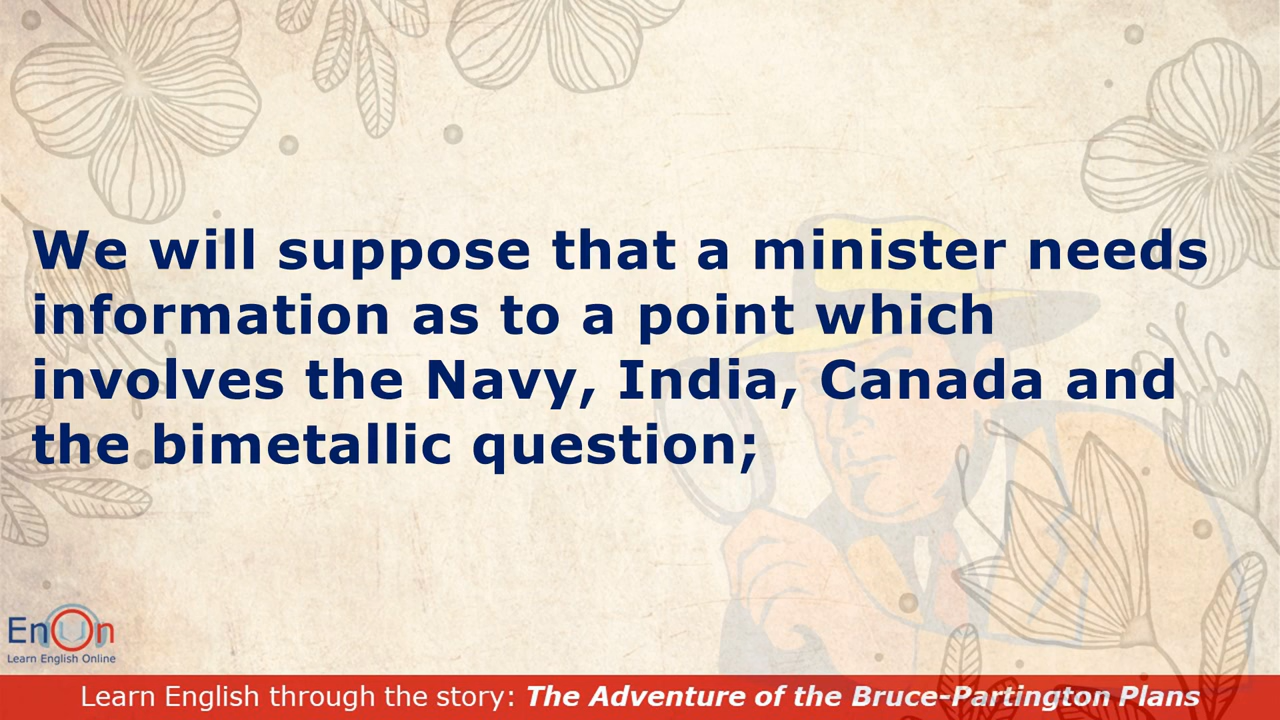 We will suppose that a minister needs
information as to a point which
involves the Navy, India, Canada and
the bimetallic question;
EnOn
Learn English Online
Learn English through the story: The Adventure of the Bruce-Partington Plans